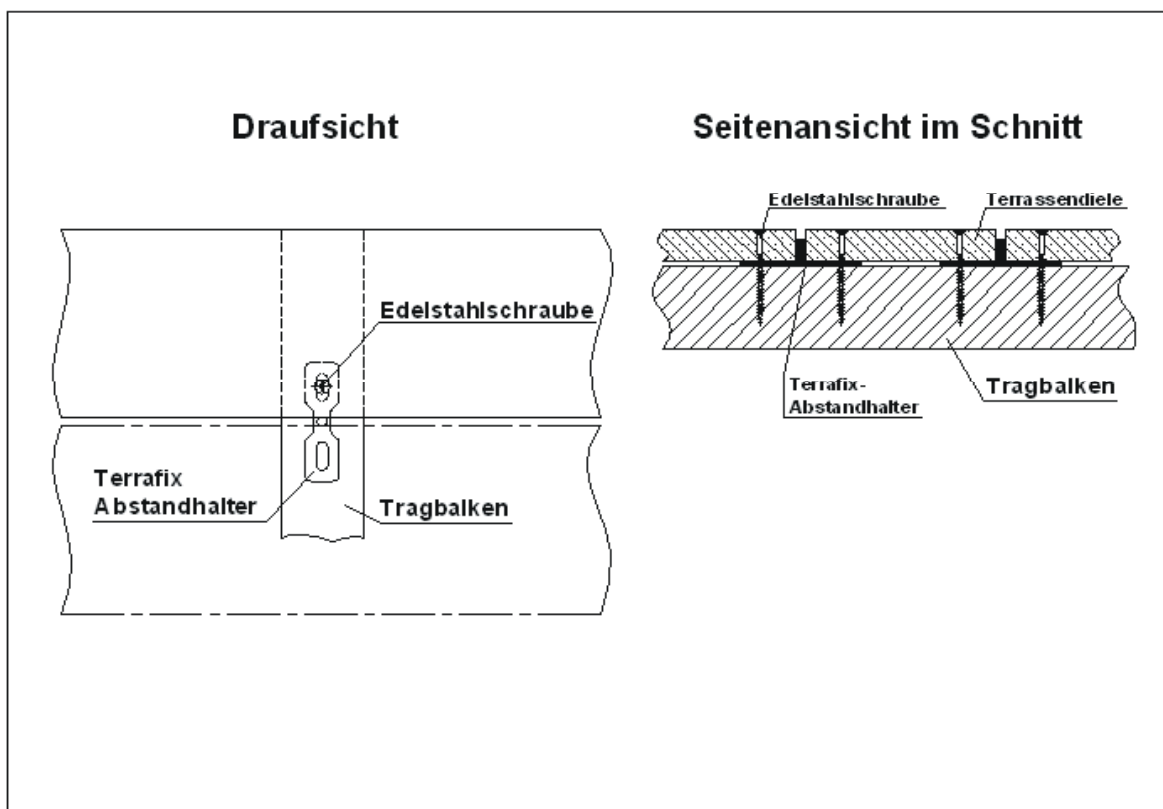 Draufsicht
Edelstahlschraube
Terrafix
Abstandhalter
Tragbalken
Seitenansicht im Schnitt
Edelstahlschraube
Terrassendiele
Terrafix-
Abstandhalter
Tragbalken